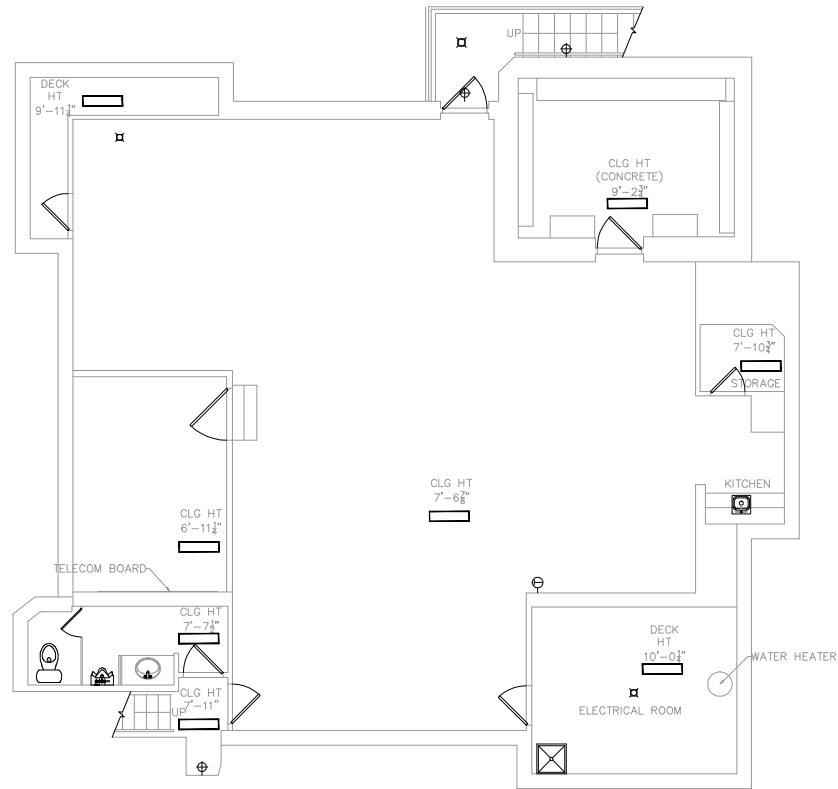 UP
DECK
HT
9'-11¼"
CLG HT
(CONCRETE)
9'-2¾"
CLG HT
7'-10¾"
STORAGE
KITCHEN
CLG HT
7'-6⅞"
CLG HT
6'-11¼"
TELECOM BOARD
CLG HT
7'-7½"
DECK
HT
10'-0¼"
WATER HEATER
CLG HT
7'-11"
UP
ELECTRICAL ROOM